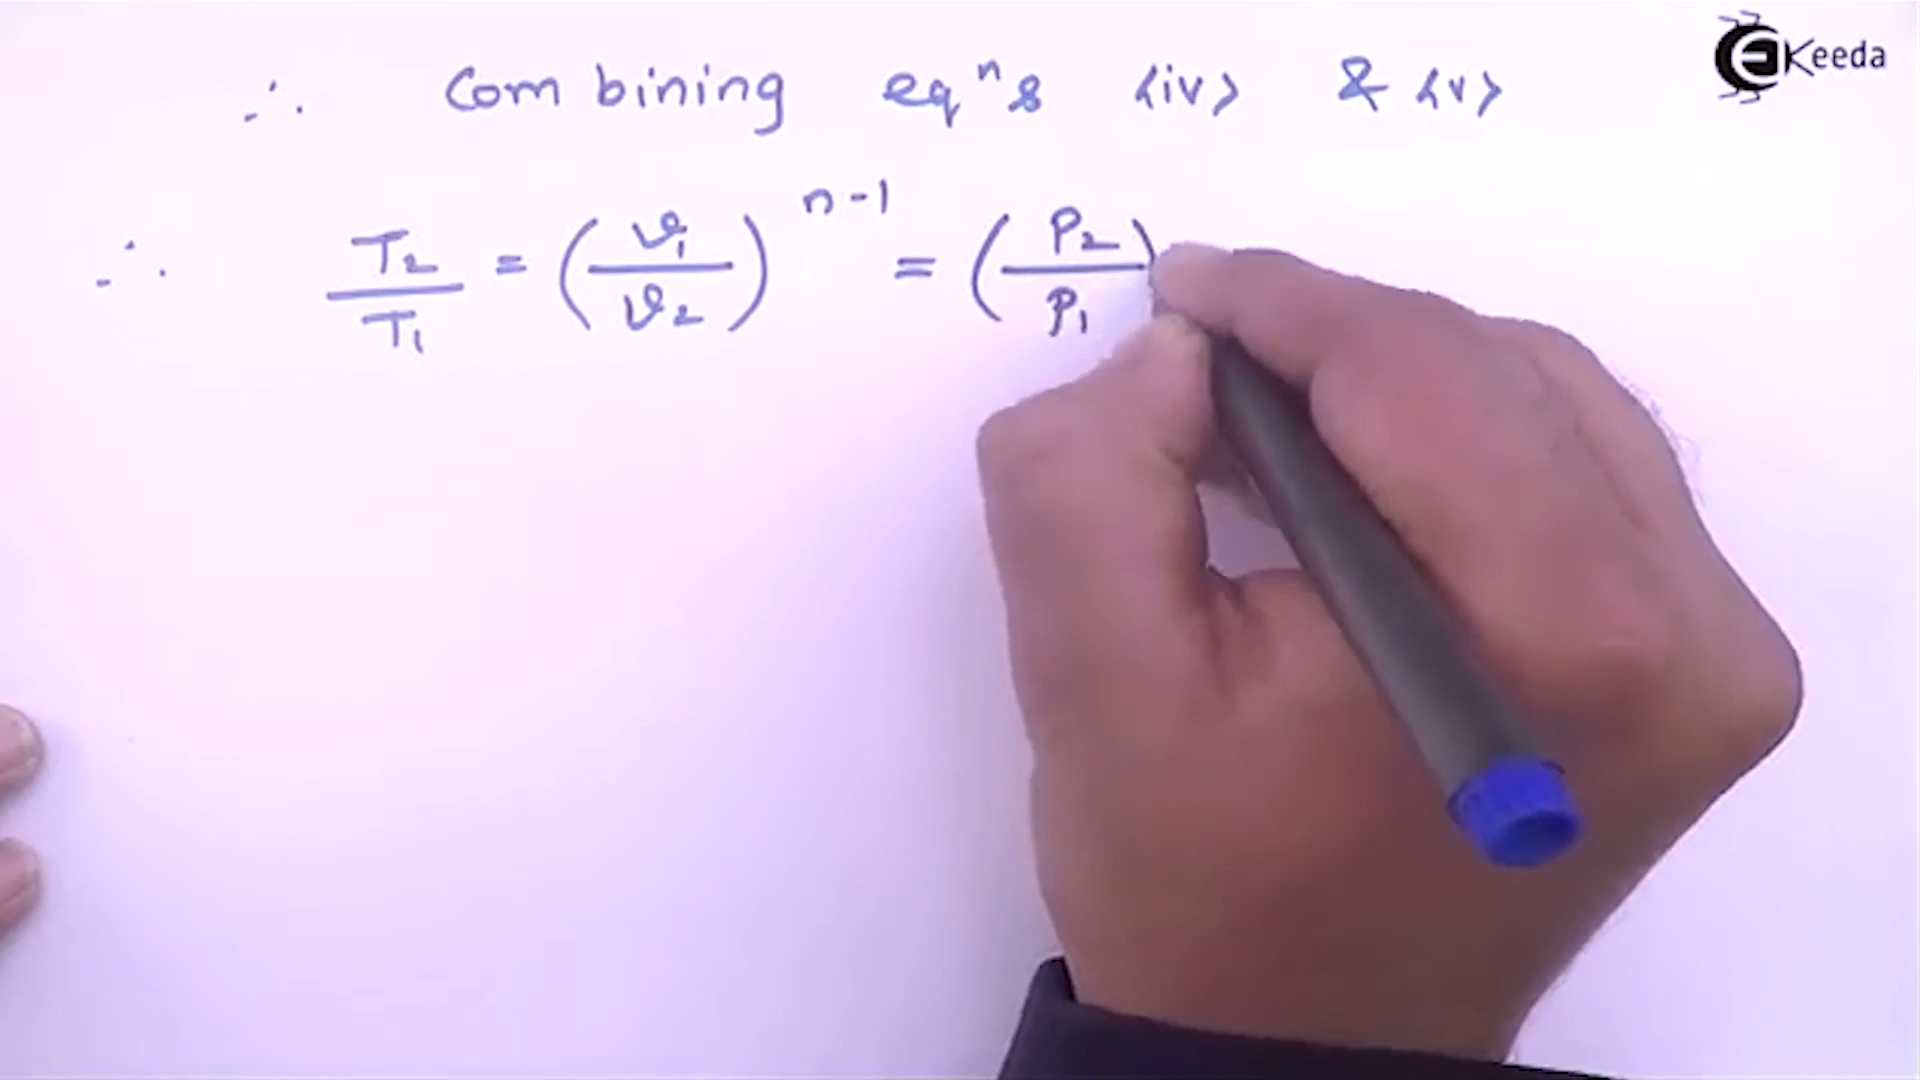 EKeeda
∴ Combining eqⁿs <iv> & <v>
∴ T₂/T₁ = (v₁/v₂)ⁿ⁻¹ = (P₂/P₁)